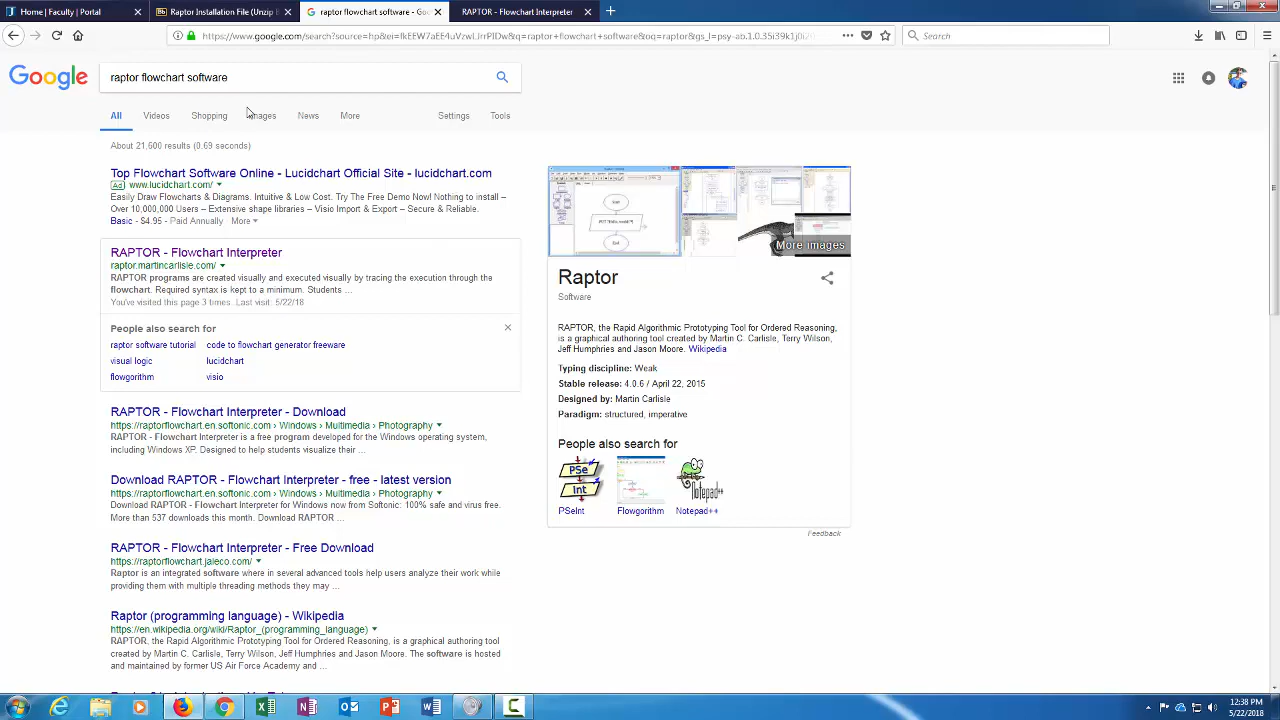 Home | Faculty | Portal
Raptor Installation File (Unzip B
raptor flowchart software - Goo
RAPTOR - Flowchart Interpreter
Search
Google
raptor flowchart software
All Videos Shopping Images News More Settings Tools
About 21,600 results (0.69 seconds)
Top Flowchart Software Online - Lucidchart Official Site - lucidchart.com
Ad www.lucidchart.com/
Easily Draw Flowcharts & Diagrams. Intuitive & Low Cost. Try The Free Demo Now! Nothing to install –
Over 10,000,000 Users – Extensive shape libraries – Visio Import & Export – Secure & Reliable.
Basic - $4.95 - Paid Annually More
RAPTOR - Flowchart Interpreter
raptor.martincarlisle.com/
RAPTOR programs are created visually and executed visually by tracing the execution through the
flowchart. Required syntax is kept to a minimum. Students ...
You've visited this page 3 times. Last visit: 5/22/18
People also search for
raptor software tutorial code to flowchart generator freeware
visual logic lucidchart
flowgorithm visio
RAPTOR - Flowchart Interpreter - Download
https://raptorflowchart.en.softonic.com › Windows › Multimedia › Photography
RAPTOR - Flowchart Interpreter is a free program developed for the Windows operating system,
including Windows XP. Designed to help students visualize their ...
Download RAPTOR - Flowchart Interpreter - free - latest version
https://raptorflowchart.en.softonic.com › Windows › Multimedia › Photography
Download RAPTOR - Flowchart Interpreter for Windows now from Softonic: 100% safe and virus free.
More than 537 downloads this month. Download RAPTOR ...
RAPTOR - Flowchart Interpreter - Free Download
https://raptorflowchart.jaleco.com/
Raptor is an integrated software where in several advanced tools help users analyze their work while
providing them with multiple threading methods they may ...
Raptor (programming language) - Wikipedia
https://en.wikipedia.org/wiki/Raptor_(programming_language)
RAPTOR, the Rapid Algorithmic Prototyping Tool for Ordered Reasoning, is a graphical authoring tool
created by Martin C. Carlisle, Terry Wilson, Jeff Humphries and Jason Moore. The software is hosted
and maintained by former US Air Force Academy and ...
More images
Raptor
Software
RAPTOR, the Rapid Algorithmic Prototyping Tool for Ordered Reasoning,
is a graphical authoring tool created by Martin C. Carlisle, Terry Wilson,
Jeff Humphries and Jason Moore. Wikipedia
Typing discipline: Weak
Stable release: 4.0.6 / April 22, 2015
Designed by: Martin Carlisle
Paradigm: structured, imperative
People also search for
PSe
Int
Notepad++
PSeInt Flowgorithm Notepad++
Feedback
12:38 PM
5/22/2018